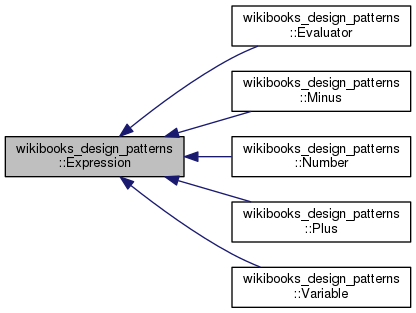 wikibooks_design_patterns
::Evaluator
wikibooks_design_patterns
::Minus
wikibooks_design_patterns
::Expression
wikibooks_design_patterns
::Number
wikibooks_design_patterns
::Plus
wikibooks_design_patterns
::Variable